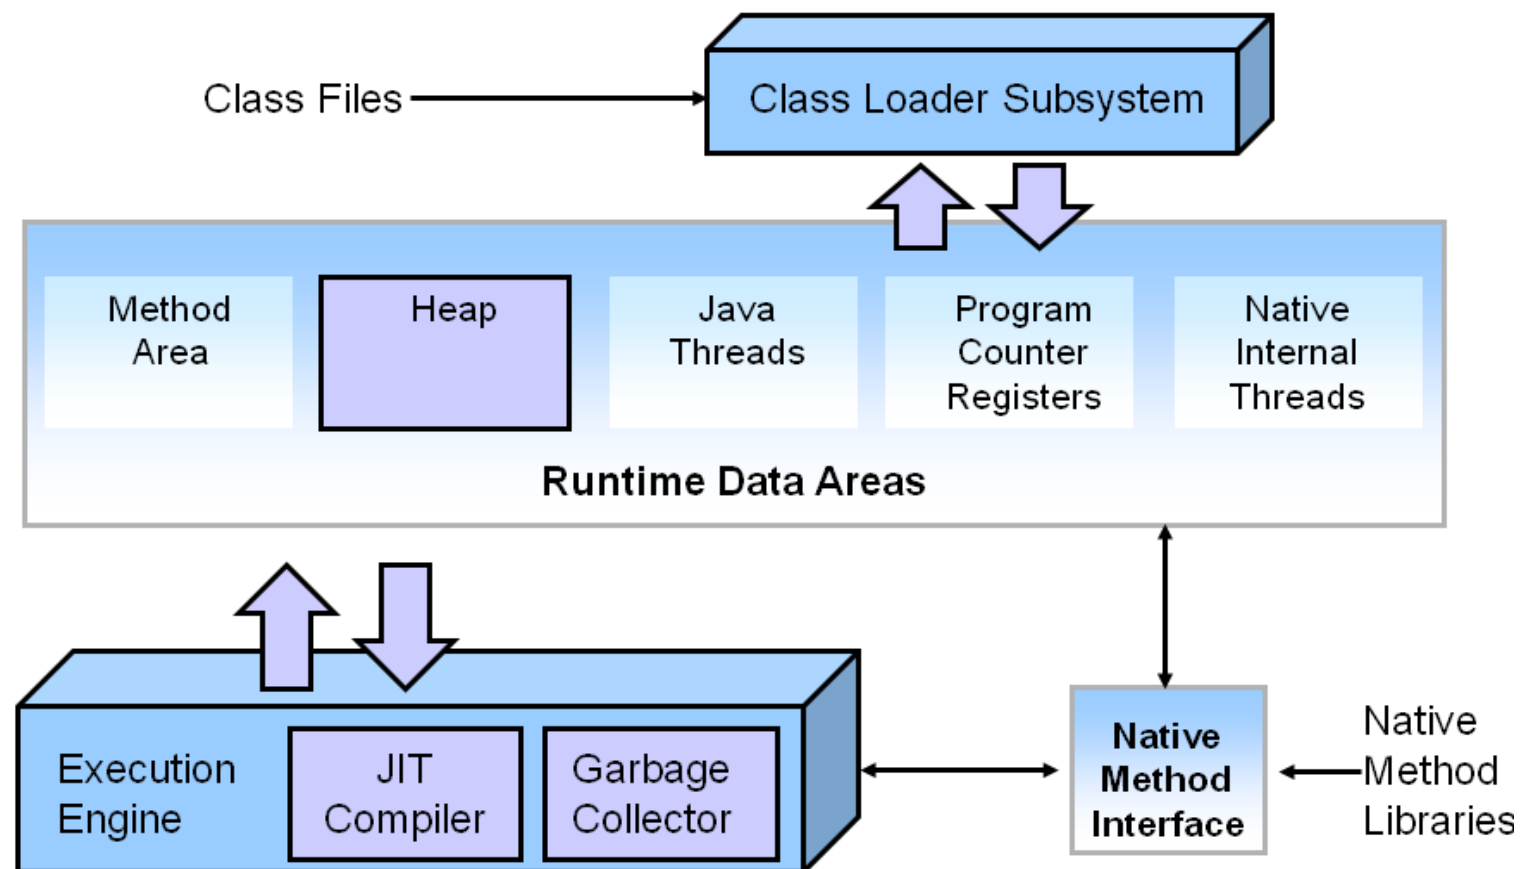 Class Files
Class Loader Subsystem
Method
Area
Heap
Java
Threads
Program
Counter
Registers
Native
Internal
Threads
Runtime Data Areas
Execution
Engine
JIT
Compiler
Garbage
Collector
Native
Method
Interface
Native
Method
Libraries